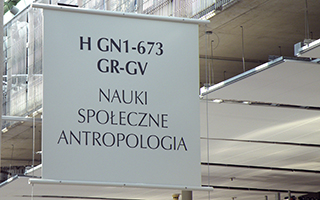 H GN1-673
GR-GV
NAUKI
SPOŁECZNE
ANTROPOLOGIA